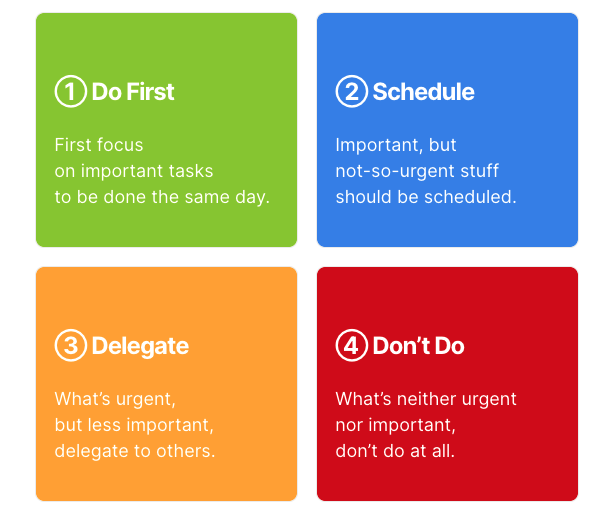 ① Do First
First focus
on important tasks
to be done the same day.
② Schedule
Important, but
not-so-urgent stuff
should be scheduled.
③ Delegate
What’s urgent,
but less important,
delegate to others.
④ Don’t Do
What’s neither urgent
nor important,
don’t do at all.